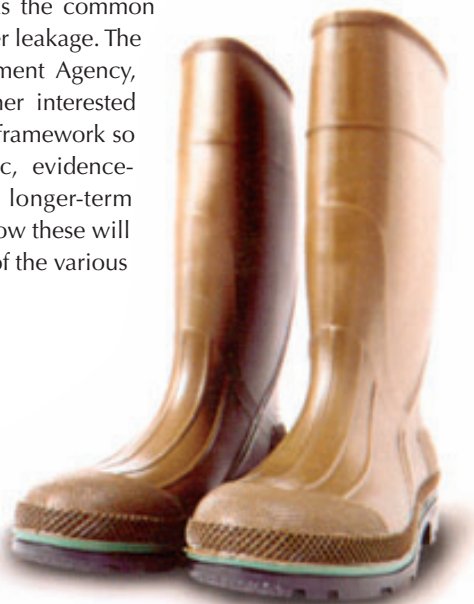 s the common
er leakage. The
ment Agency,
her interested
framework so
c, evidence-
longer-term
ow these will
of the various